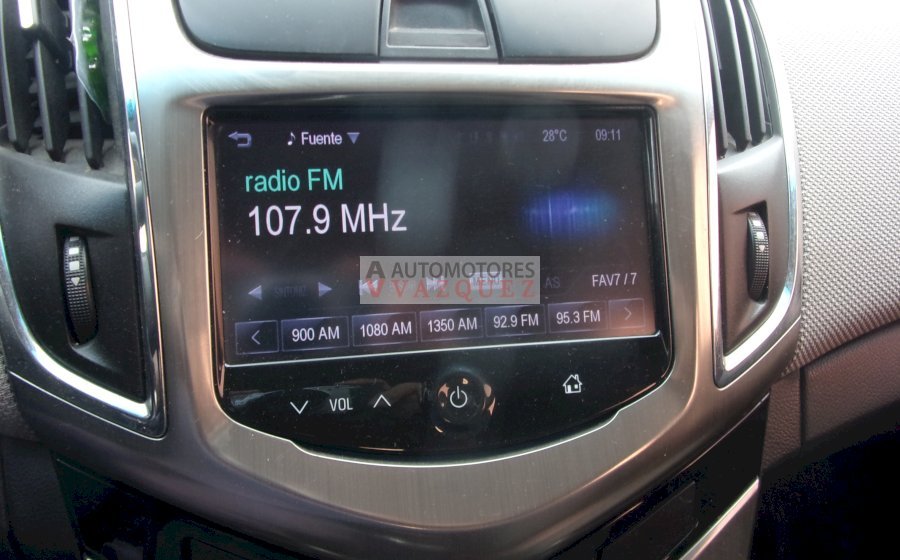 Fuente 28°C 09:11
radio FM
107.9 MHz
AUTOMOTORES
VAZQUEZ
AS FAV7 / 7
900 AM 1080 AM 1350 AM 92.9 FM 95.3 FM
VOL